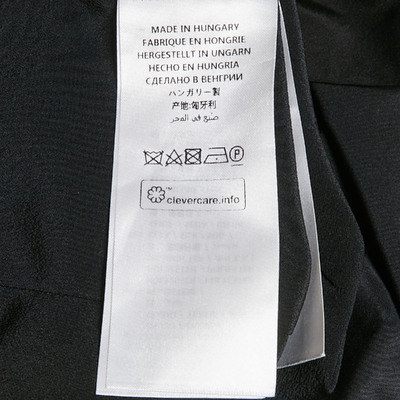 MADE IN HUNGARY
FABRIQUE EN HONGRIE
HERGESTELLT IN UNGARN
HECHO EN HUNGRIA
СДЕЛАНО В ВЕНГРИИ
ハンガリー製
产地:匈牙利
صنع في المجر
P
clevercare.info™